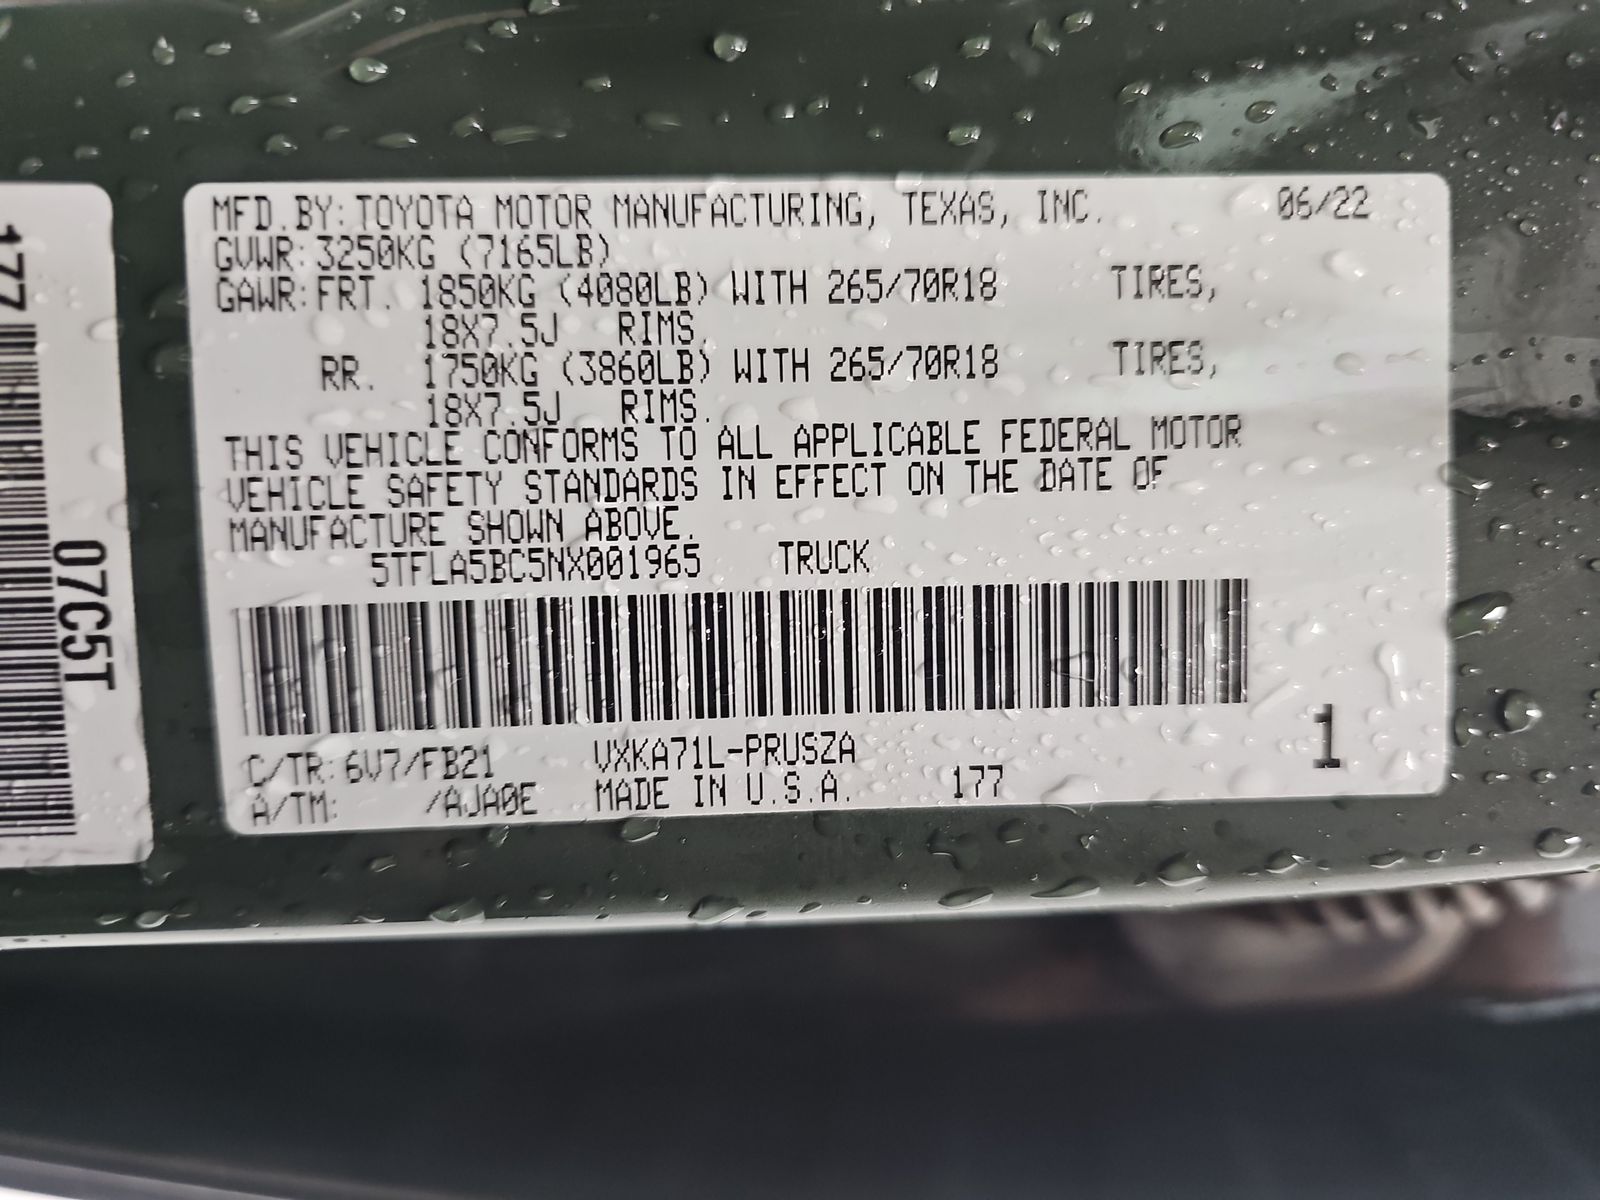 MFD.BY:TOYOTA MOTOR MANUFACTURING, TEXAS, INC. 06/22
GVWR:3250KG (7165LB)
GAWR:FRT. 1850KG (4080LB) WITH 265/70R18 TIRES,
18X7.5J RIMS.
RR. 1750KG (3860LB) WITH 265/70R18 TIRES,
18X7.5J RIMS.
THIS VEHICLE CONFORMS TO ALL APPLICABLE FEDERAL MOTOR
VEHICLE SAFETY STANDARDS IN EFFECT ON THE DATE OF
MANUFACTURE SHOWN ABOVE.
5TFLA5BC5NX001965 TRUCK
C/TR:6V7/FB21 VXKA71L-PRUSZA 1
A/TM: /AJA0E MADE IN U.S.A. 177
177
07C5T